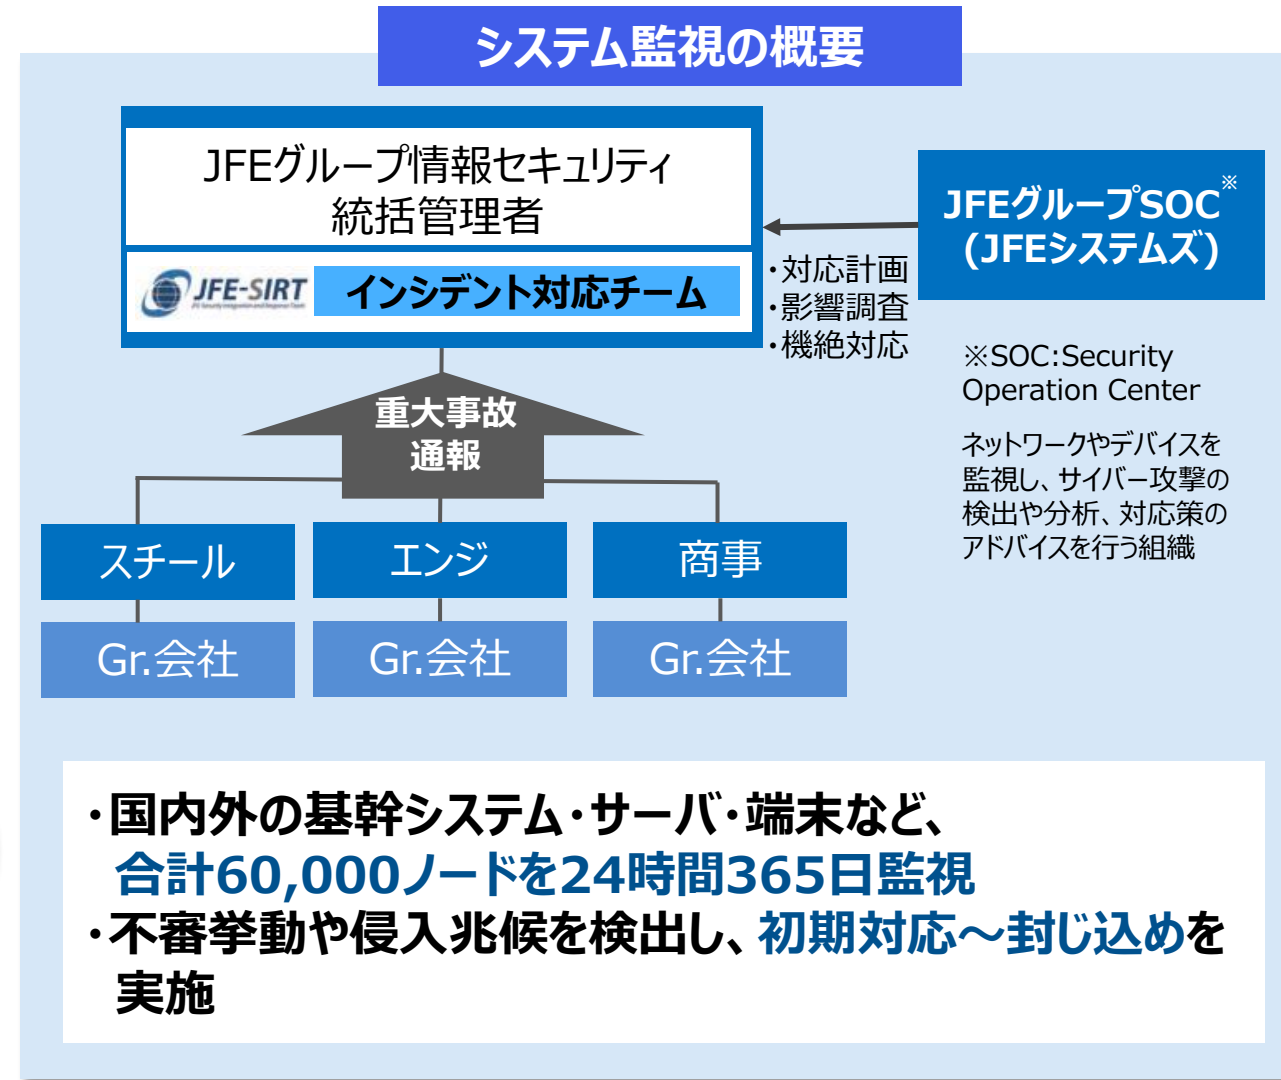 システム監視の概要
JFEグループ情報セキュリティ
統括管理者
JFE-SIRT
インシデント対応チーム
JFEグループSOC※
(JFEシステムズ)
・対応計画
・影響調査
・機絶対応
※SOC:Security
Operation Center
ネットワークやデバイスを
監視し、サイバー攻撃の
検出や分析、対応策の
アドバイスを行う組織
重大事故
通報
スチール
エンジ
商事
Gr.会社
Gr.会社
Gr.会社
・国内外の基幹システム・サーバ・端末など、
合計60,000ノードを24時間365日監視
・不審挙動や侵入兆候を検出し、初期対応～封じ込めを
実施